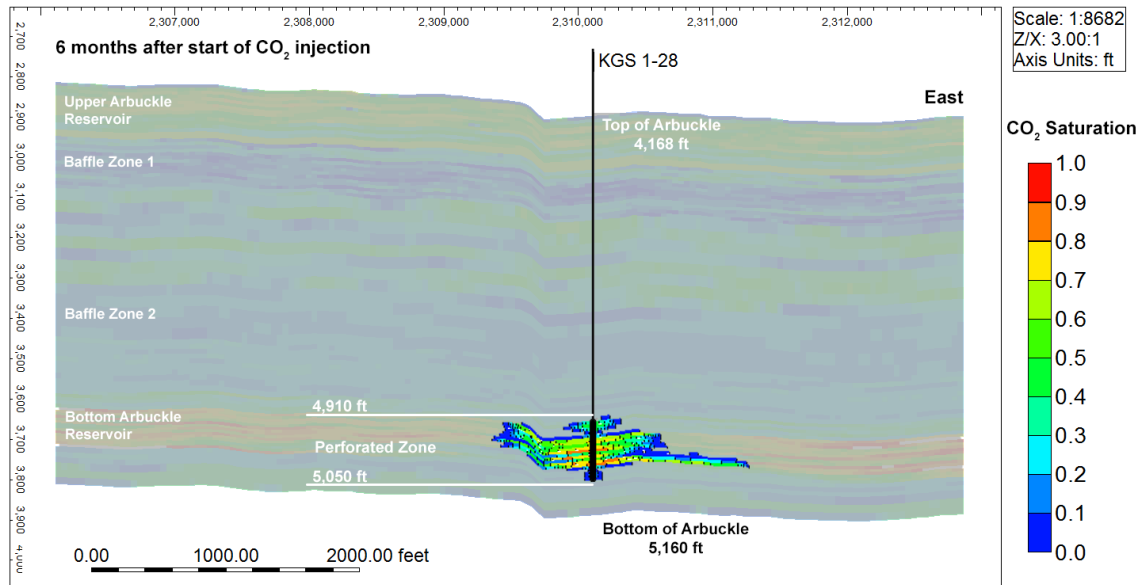 2,307,000 2,308,000 2,309,000 2,310,000 2,311,000 2,312,000
Scale: 1:8682
Z/X: 3.00:1
Axis Units: ft
6 months after start of CO₂ injection
KGS 1-28
East
Upper Arbuckle
Reservoir
Top of Arbuckle
4,168 ft
Baffle Zone 1
Baffle Zone 2
4,910 ft
Bottom Arbuckle
Reservoir
Perforated Zone
5,050 ft
Bottom of Arbuckle
5,160 ft
0.00 1000.00 2000.00 feet
2,700
2,800
2,900
3,000
3,100
3,200
3,300
3,400
3,500
3,600
3,700
3,800
3,900
4,000
CO₂ Saturation
1.0
0.9
0.8
0.7
0.6
0.5
0.4
0.3
0.2
0.1
0.0